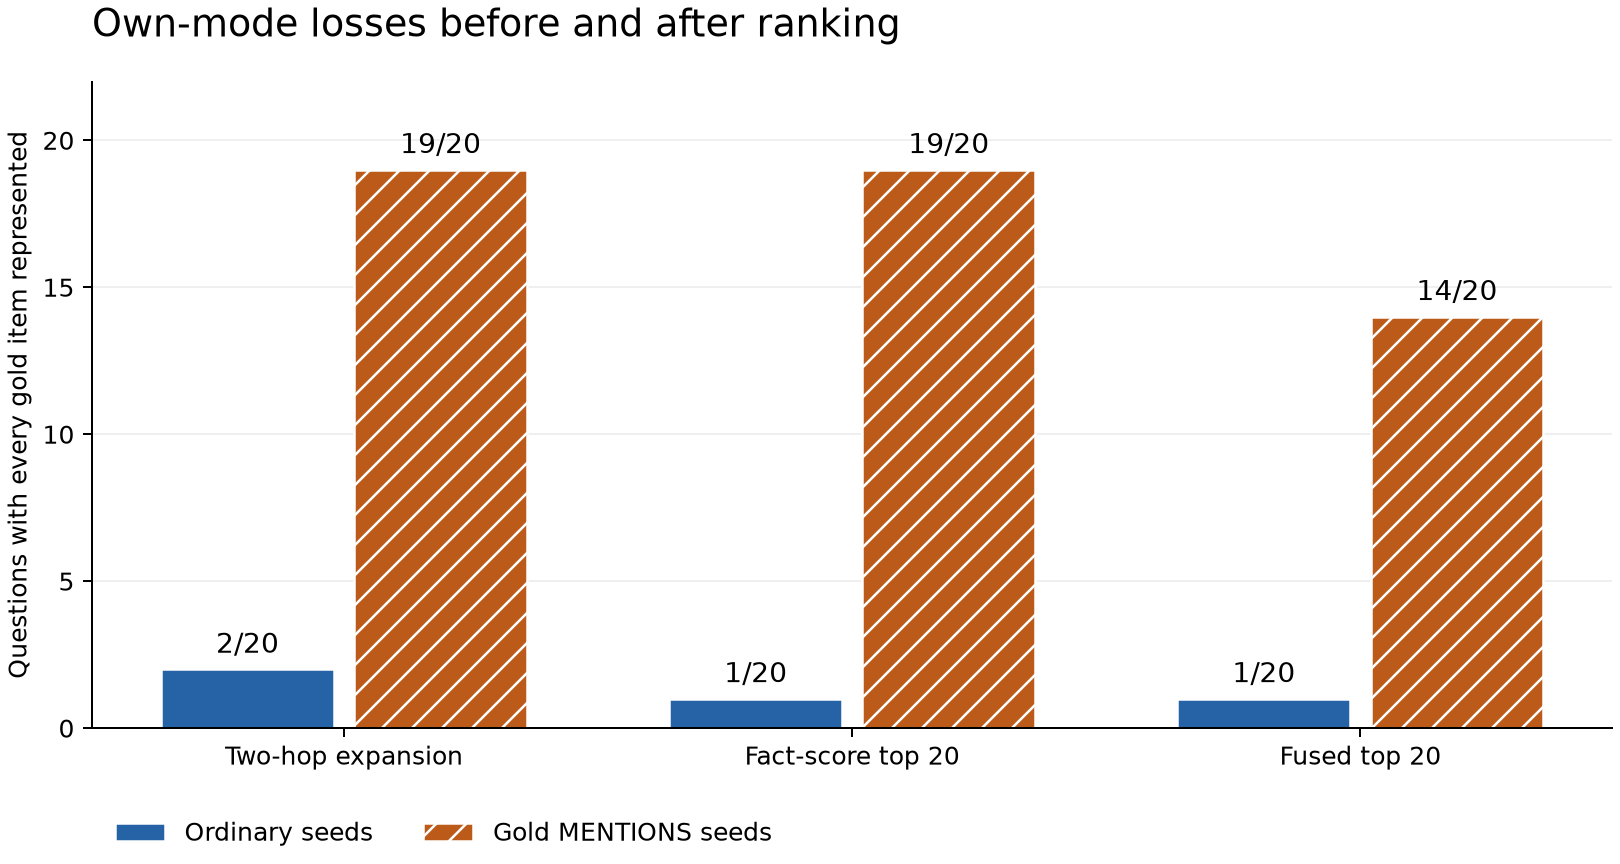 Own-mode losses before and after ranking
Questions with every gold item represented
20
15
10
5
0
19/20
19/20
14/20
2/20
1/20
1/20
Two-hop expansion
Fact-score top 20
Fused top 20
Ordinary seeds
Gold MENTIONS seeds